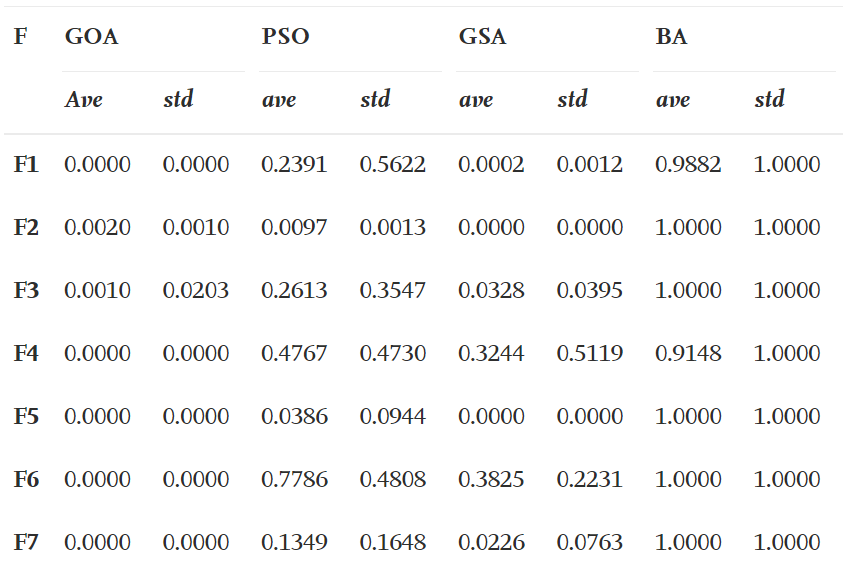 F GOA PSO GSA BA
Ave std ave std ave std ave std
F1 0.0000 0.0000 0.2391 0.5622 0.0002 0.0012 0.9882 1.0000
F2 0.0020 0.0010 0.0097 0.0013 0.0000 0.0000 1.0000 1.0000
F3 0.0010 0.0203 0.2613 0.3547 0.0328 0.0395 1.0000 1.0000
F4 0.0000 0.0000 0.4767 0.4730 0.3244 0.5119 0.9148 1.0000
F5 0.0000 0.0000 0.0386 0.0944 0.0000 0.0000 1.0000 1.0000
F6 0.0000 0.0000 0.7786 0.4808 0.3825 0.2231 1.0000 1.0000
F7 0.0000 0.0000 0.1349 0.1648 0.0226 0.0763 1.0000 1.0000